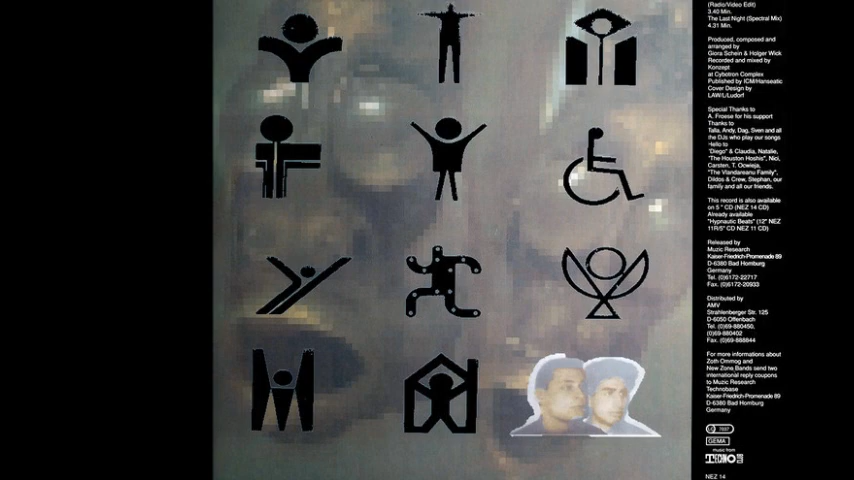 (Radio/Video Edit)
3.40 Min.
The Last Night (Spectral Mix)
4.31 Min.
Produced, composed and
arranged by
Giora Schein & Holger Wick
Recorded and mixed by
Konzept
at Cybotron Complex
Published by ICM/Hanseatic
Cover Design by
LAW/L/Ludorf
Special Thanks to
A. Froese for his support
Thanks to
Talla, Andy, Dag, Sven and all
the DJs who play our songs
Hello to
"Diego" & Claudia, Natalie,
"The Houston Hoshis", Nici,
Carsten, T. Ocwieja,
"The Vlandareanu Family",
Dildos & Crew, Stephan, our
family and all our friends.
This record is also available
on 5 " CD (NEZ 14 CD)
Already available
"Hypnautic Beats" (12" NEZ
11R/5" CD NEZ 11 CD)
Released by
Muzic Research
Kaiser-Friedrich-Promenade 89
D-6380 Bad Homburg
Germany
Tel. (0)6172-22717
Fax. (0)6172-20933
Distributed by
AMV
Strahlenberger Str. 125
D-6050 Offenbach
Tel. (0)69-880450,
(0)69-880402
Fax. (0)69-888844
For more informations about
Zoth Ommog and
New Zone Bands send two
international reply coupons
to Muzic Research
Technobase
Kaiser-Friedrich-Promenade 89
D-6380 Bad Homburg
Germany
GEMA
music from
TECHNO
NEZ 14